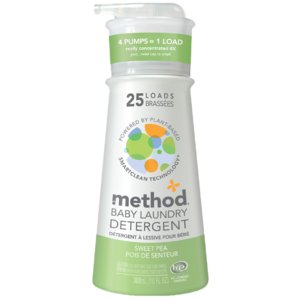 4 PUMPS = 1 LOAD
25 LOADS
BRASSÉES
POWERED BY PLANT-BASED
SMARTCLEAN TECHNOLOGY
method
BABY LAUNDRY
DETERGENT
DÉTERGENT À LESSIVE POUR BÉBÉ
SWEET PEA
POIS DE SENTEUR